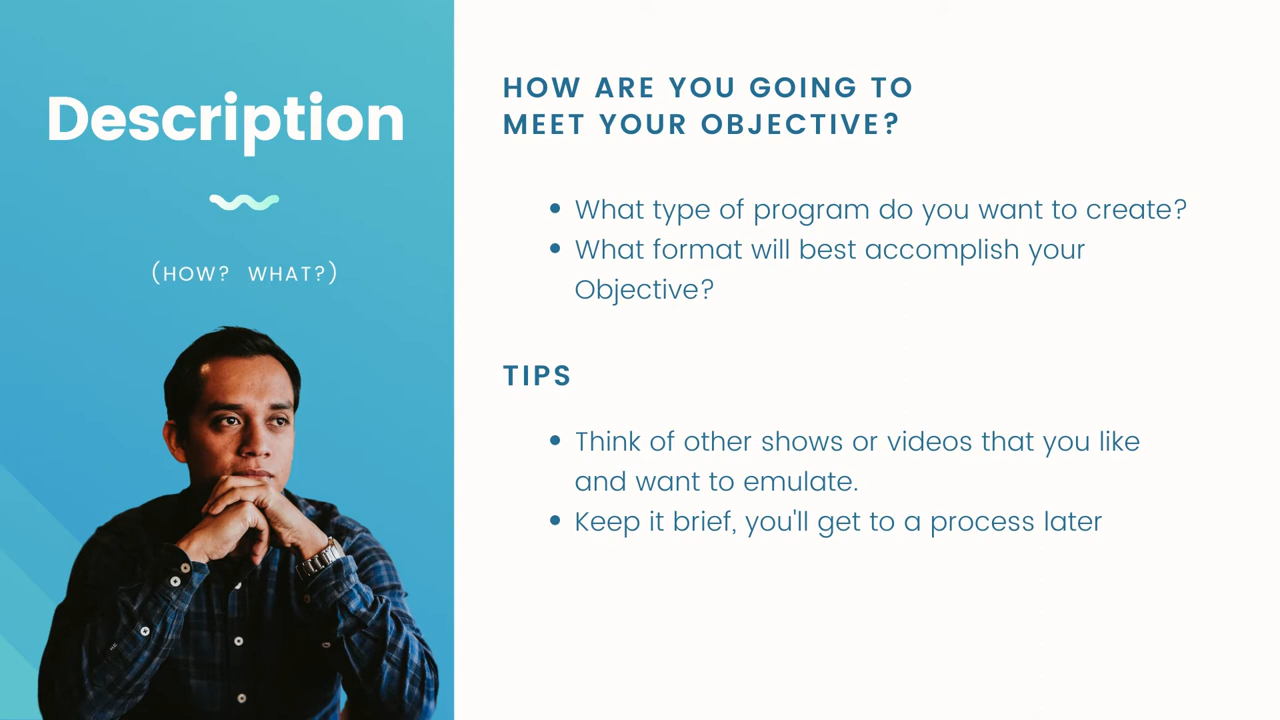 Description
(HOW? WHAT?)
HOW ARE YOU GOING TO
MEET YOUR OBJECTIVE?
• What type of program do you want to create?
• What format will best accomplish your
Objective?
TIPS
• Think of other shows or videos that you like
and want to emulate.
• Keep it brief, you'll get to a process later